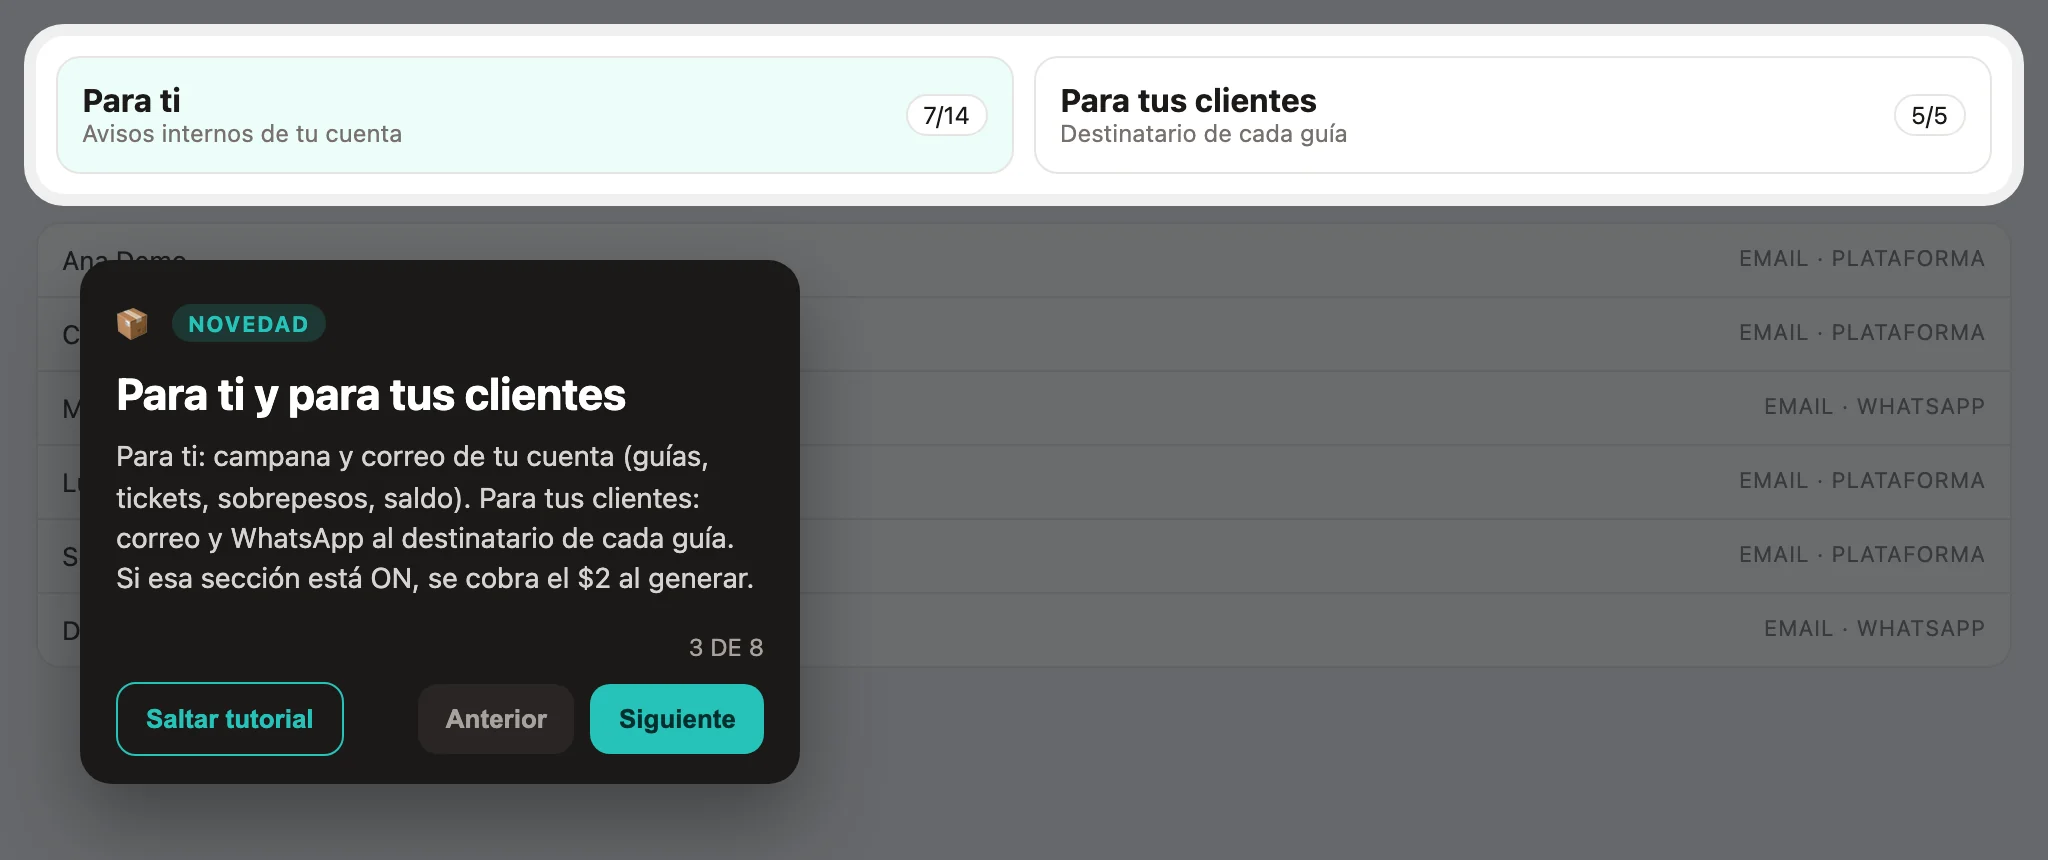 Para ti
Avisos internos de tu cuenta
7/14
Para tus clientes
Destinatario de cada guía
5/5
EMAIL · PLATAFORMA
EMAIL · PLATAFORMA
EMAIL · WHATSAPP
EMAIL · PLATAFORMA
EMAIL · PLATAFORMA
EMAIL · WHATSAPP
NOVEDAD
Para ti y para tus clientes
Para ti: campana y correo de tu cuenta (guías,
tickets, sobrepesos, saldo). Para tus clientes:
correo y WhatsApp al destinatario de cada guía.
Si esa sección está ON, se cobra el $2 al generar.
3 DE 8
Saltar tutorial
Anterior
Siguiente